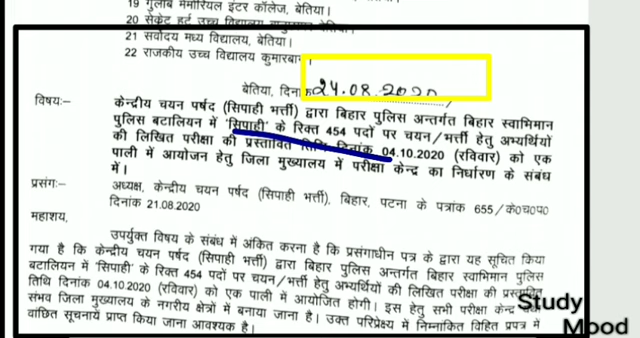 19 गुलाब मेमोरियल इंटर कॉलेज, बेतिया।
20 सेक्रेट हर्ट उच्च विद्यालय
21 सर्वोदय मध्य विद्यालय, बेतिया।
22 राजकीय उच्च विद्यालय कुमारबाग।
बेतिया, दिनांक 24.08.2020
विषय:- केन्द्रीय चयन पर्षद (सिपाही भर्त्ती) द्वारा बिहार पुलिस अन्तर्गत बिहार स्वाभिमान
पुलिस बटालियन में 'सिपाही' के रिक्त 454 पदों पर चयन/भर्त्ती हेतु अभ्यर्थियों
की लिखित परीक्षा की प्रस्तावित तिथि दिनांक 04.10.2020 (रविवार) को एक
पाली में आयोजन हेतु जिला मुख्यालय में परीक्षा केन्द्र का निर्धारण के संबंध
में।
प्रसंग:- अध्यक्ष, केन्द्रीय चयन पर्षद (सिपाही भर्त्ती), बिहार, पटना के पत्रांक 655/के०च०प०
दिनांक 21.08.2020
महाशय,
उपर्युक्त विषय के संबंध में अंकित करना है कि प्रसंगाधीन पत्र के द्वारा यह सूचित किया
गया है कि केन्द्रीय चयन पर्षद (सिपाही भर्त्ती) द्वारा बिहार पुलिस अन्तर्गत बिहार स्वाभिमान पुलिस
बटालियन में 'सिपाही' के रिक्त 454 पदों पर चयन/भर्त्ती हेतु अभ्यर्थियों की लिखित परीक्षा की प्रस्तावित
तिथि दिनांक 04.10.2020 (रविवार) को एक पाली में आयोजित होगी। इस हेतु सभी परीक्षा केन्द्र
संभव जिला मुख्यालय के नगरीय क्षेत्रों में बनाया जाना है। उक्त परिप्रेक्ष्य में निम्नांकित विहित प्रपत्र में
वांछित सूचनायें प्राप्त किया जाना आवश्यक है।
Study
Mood